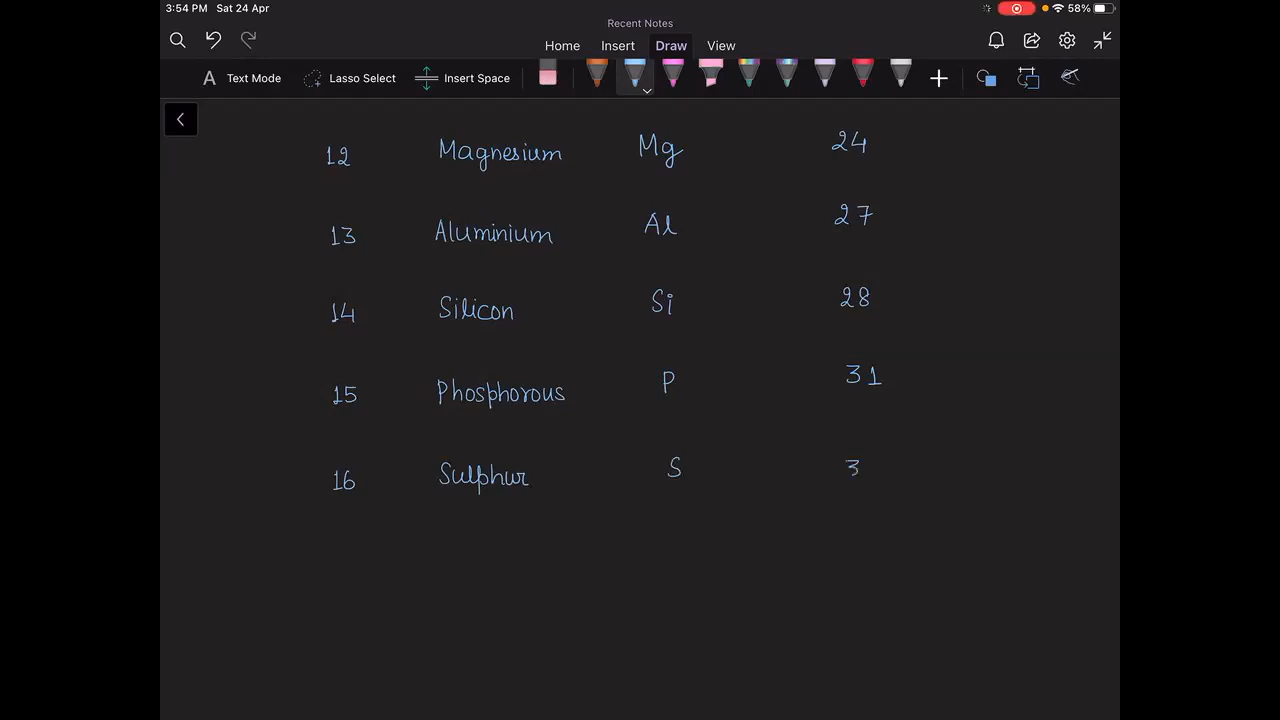 3:54 PM Sat 24 Apr 58%
Recent Notes
Home Insert Draw View
A Text Mode Lasso Select Insert Space
12 Magnesium Mg 24
13 Aluminium Al 27
14 Silicon Si 28
15 Phosphorous P 31
16 Sulphur S 3